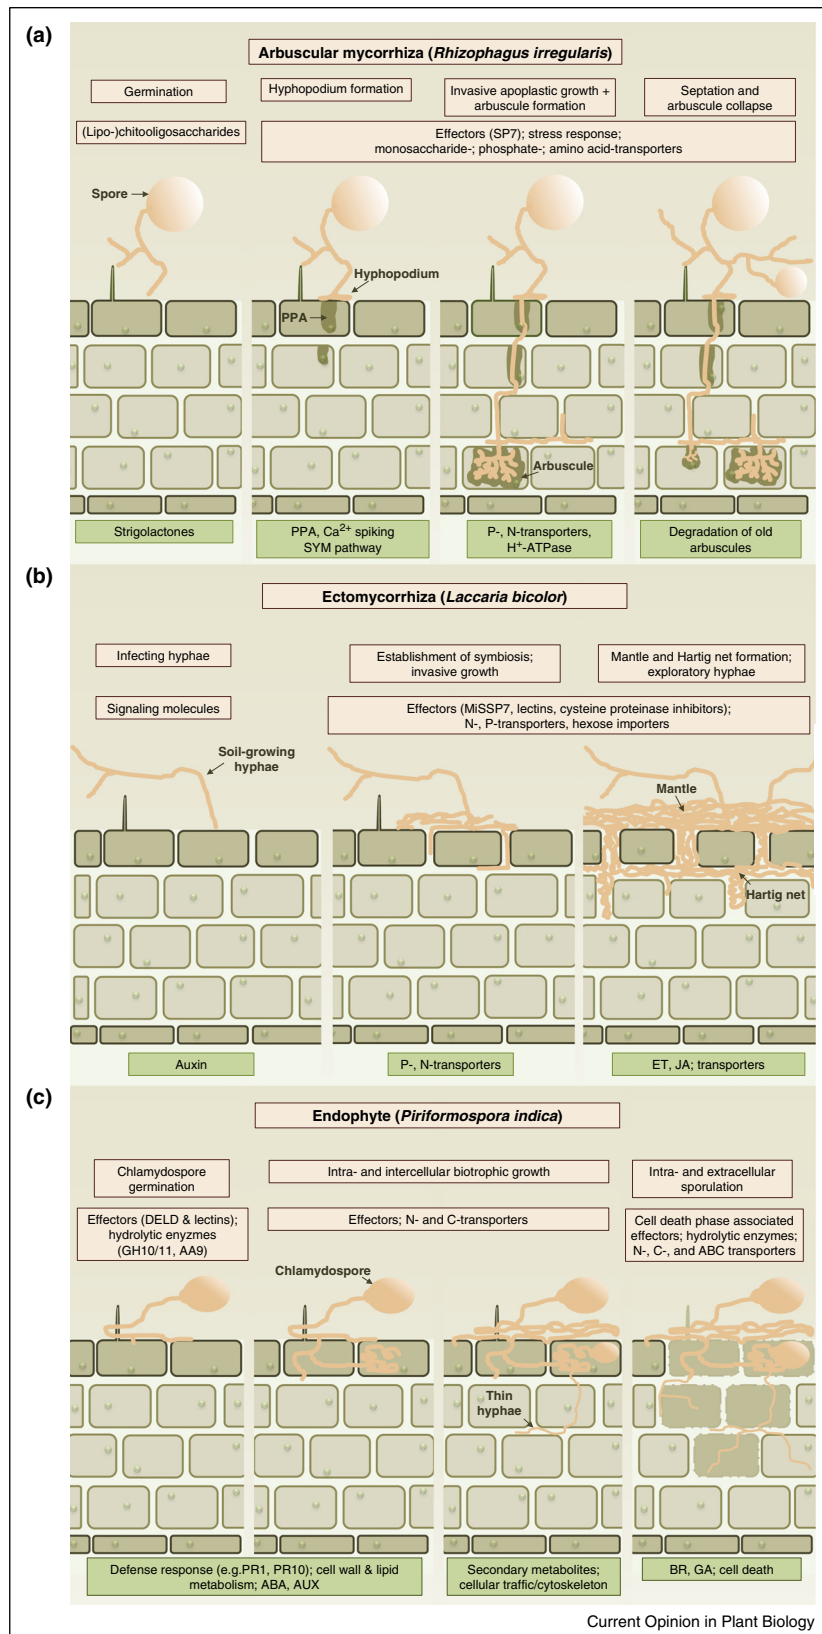 (a)
Arbuscular mycorrhiza (Rhizophagus irregularis)
Germination
Hyphopodium formation
Invasive apoplastic growth +
arbuscule formation
Septation and
arbuscule collapse
(Lipo-)chitooligosaccharides
Effectors (SP7); stress response;
monosaccharide-; phosphate-; amino acid-transporters
Spore
Hyphopodium
PPA
Arbuscule
Strigolactones
PPA, Ca2+ spiking
SYM pathway
P-, N-transporters,
H+-ATPase
Degradation of old
arbuscules
(b)
Ectomycorrhiza (Laccaria bicolor)
Infecting hyphae
Establishment of symbiosis;
invasive growth
Mantle and Hartig net formation;
exploratory hyphae
Signaling molecules
Effectors (MiSSP7, lectins, cysteine proteinase inhibitors);
N-, P-transporters, hexose importers
Soil-growing
hyphae
Mantle
Hartig net
Auxin
P-, N-transporters
ET, JA; transporters
(c)
Endophyte (Piriformospora indica)
Chlamydospore
germination
Intra- and intercellular biotrophic growth
Intra- and extracellular
sporulation
Effectors (DELD & lectins);
hydrolytic enyzmes
(GH10/11, AA9)
Effectors; N- and C-transporters
Cell death phase associated
effectors; hydrolytic enzymes;
N-, C-, and ABC transporters
Chlamydospore
Thin
hyphae
Defense response (e.g.PR1, PR10); cell wall & lipid
metabolism; ABA, AUX
Secondary metabolites;
cellular traffic/cytoskeleton
BR, GA; cell death
Current Opinion in Plant Biology